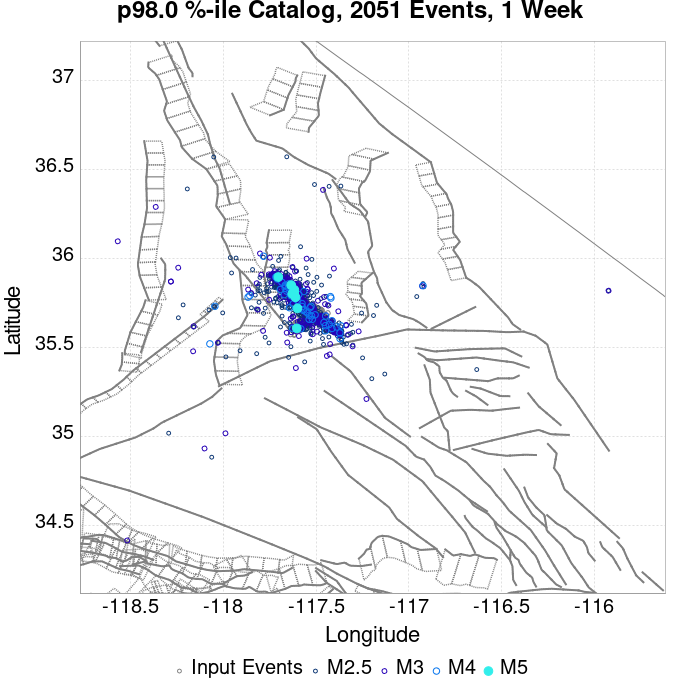 p98.0 %-ile Catalog, 2051 Events, 1 Week
37
36.5
36
35.5
35
34.5
Latitude
-118.5 -118 -117.5 -117 -116.5 -116
Longitude
Input Events M2.5 M3 M4 M5